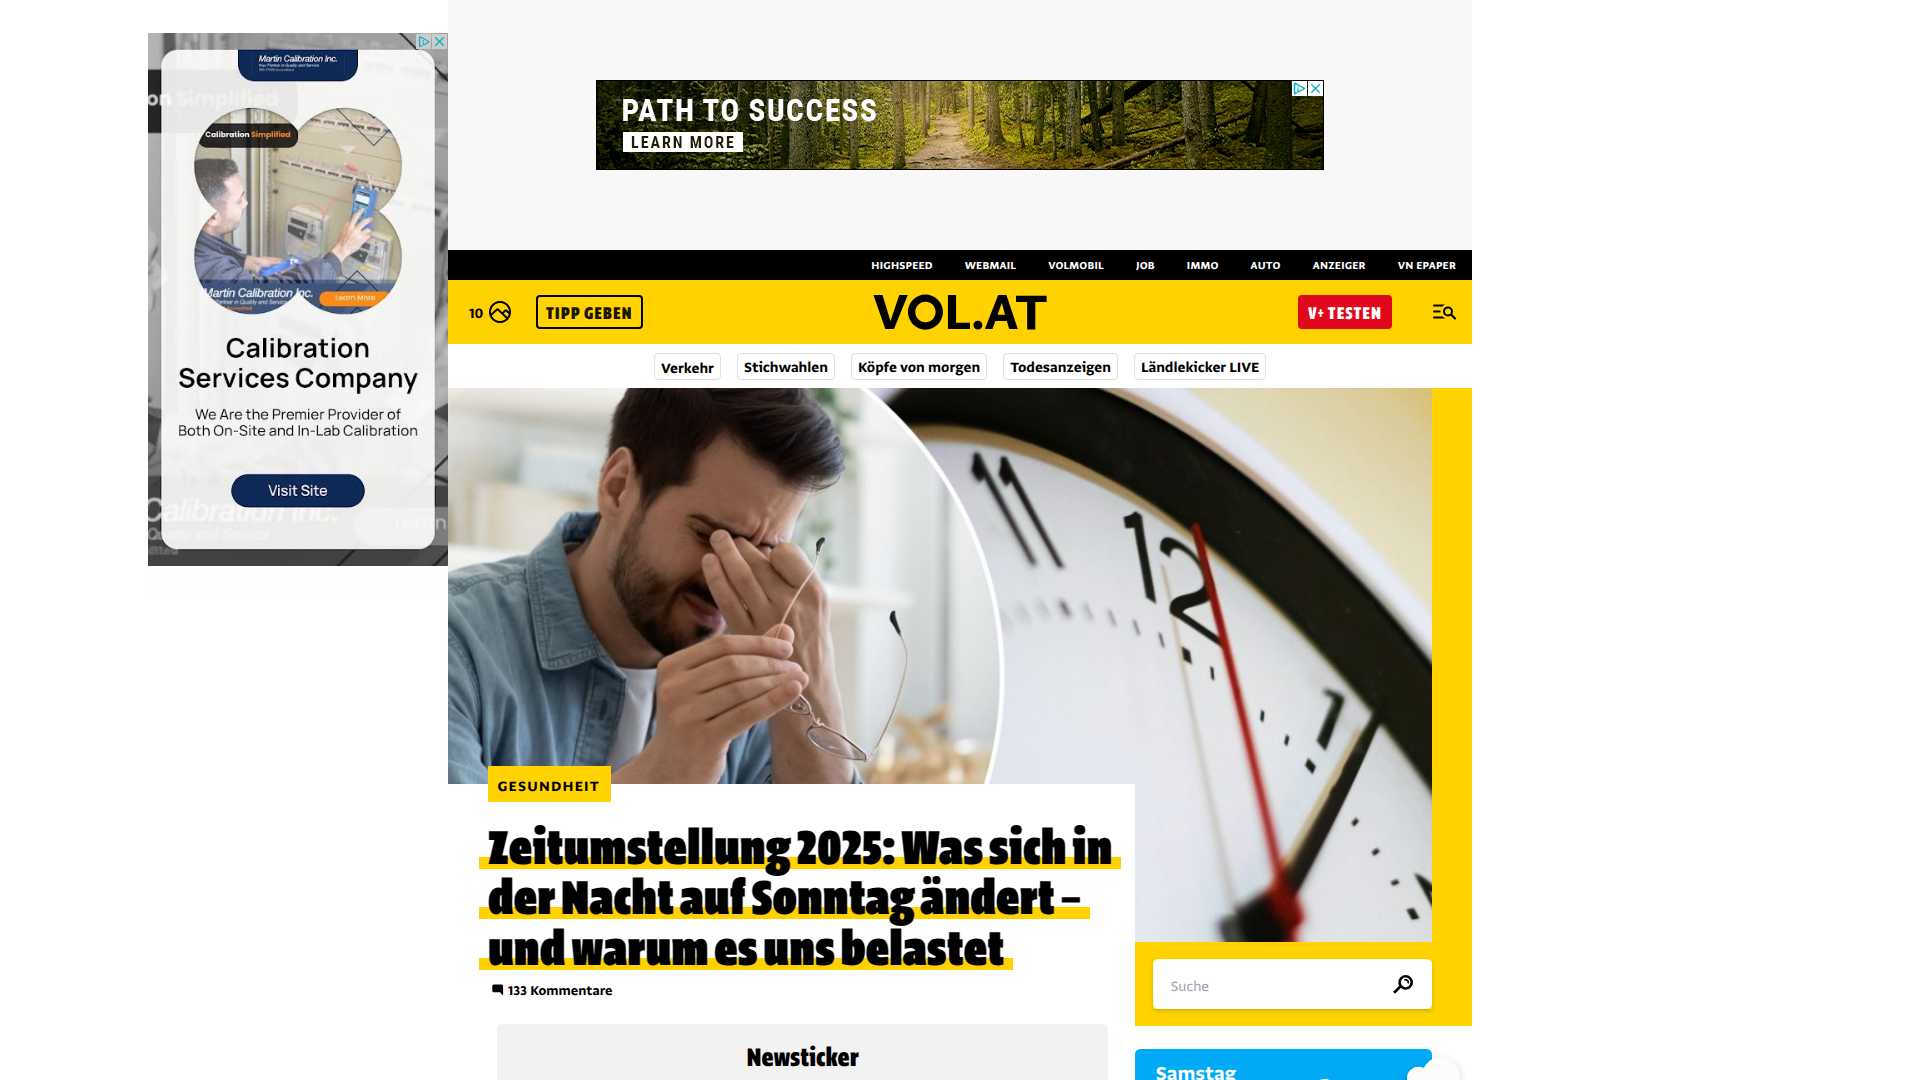 Martin Calibration Inc.
Calibration Simplified
Martin Calibration Inc.
Learn More
Calibration
Services Company
We Are the Premier Provider of
Both On-Site and In-Lab Calibration
Visit Site
PATH TO SUCCESS
LEARN MORE
HIGHSPEED WEBMAIL VOLMOBIL JOB IMMO AUTO ANZEIGER VN EPAPER
10 TIPP GEBEN VOL.AT V+ TESTEN
Verkehr Stichwahlen Köpfe von morgen Todesanzeigen Ländlekicker LIVE
11
12
1
GESUNDHEIT
Zeitumstellung 2025: Was sich in
der Nacht auf Sonntag ändert –
und warum es uns belastet
133 Kommentare
Suche
Newsticker
Samstag